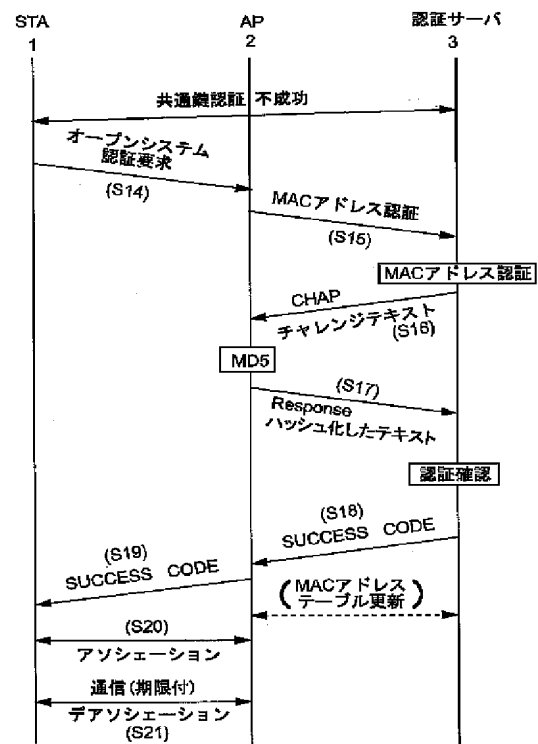 STA
AP
認証サーバ
1
2
3
共通鍵認証 不成功
オープンシステム
認証要求
(S14)
MACアドレス認証
(S15)
MACアドレス認証
CHAP
チャレンジテキスト
(S16)
MD5
(S17)
Response
ハッシュ化したテキスト
認証確認
(S18)
SUCCESS CODE
(S19)
SUCCESS CODE
(MACアドレス
テーブル更新)
(S20)
アソシェーション
通信(期限付)
デアソシェーション
(S21)